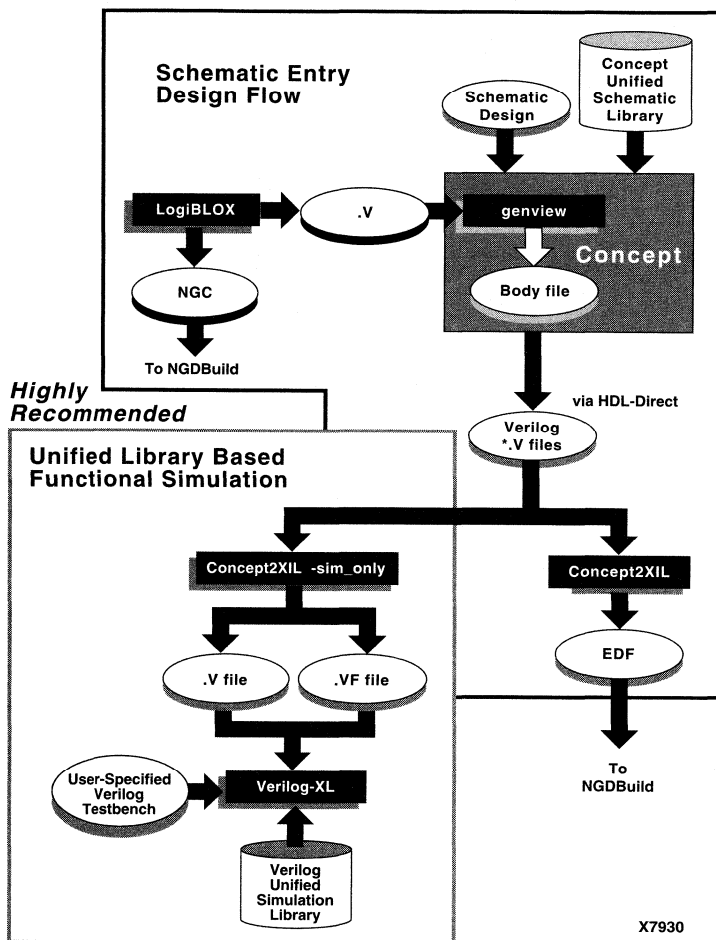 Schematic Entry
Design Flow
Schematic
Design
Concept
Unified
Schematic
Library
LogiBLOX
.V
genview
Concept
NGC
Body file
To NGDBuild
via HDL-Direct
Highly
Recommended
Verilog
*.V files
Unified Library Based
Functional Simulation
Concept2XIL -sim_only
Concept2XIL
.V file
.VF file
EDF
User-Specified
Verilog
Testbench
Verilog-XL
To
NGDBuild
Verilog
Unified
Simulation
Library
X7930